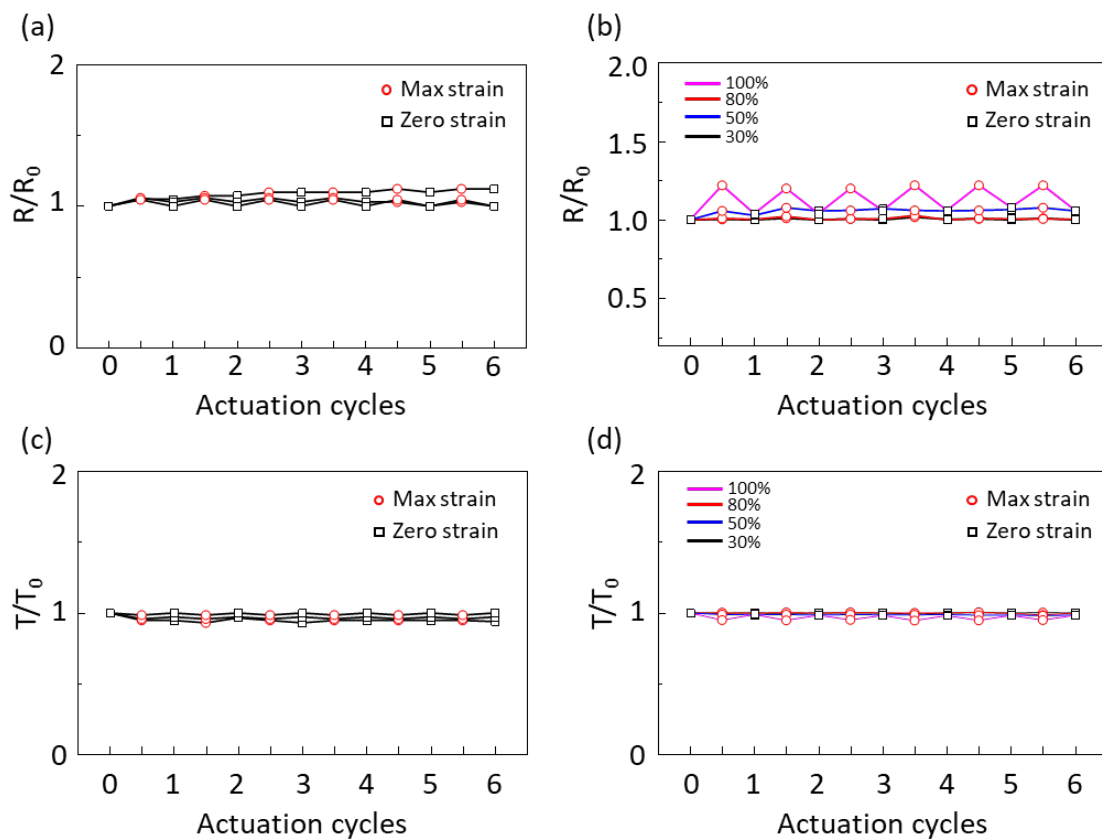 (a)
2
1
0
R/R0
Max strain
Zero strain
0 1 2 3 4 5 6
Actuation cycles
(b)
2.0
1.5
1.0
0.5
R/R0
100%
80%
50%
30%
Max strain
Zero strain
0 1 2 3 4 5 6
Actuation cycles
(c)
2
1
0
T/T0
Max strain
Zero strain
0 1 2 3 4 5 6
Actuation cycles
(d)
2
1
0
T/T0
100%
80%
50%
30%
Max strain
Zero strain
0 1 2 3 4 5 6
Actuation cycles